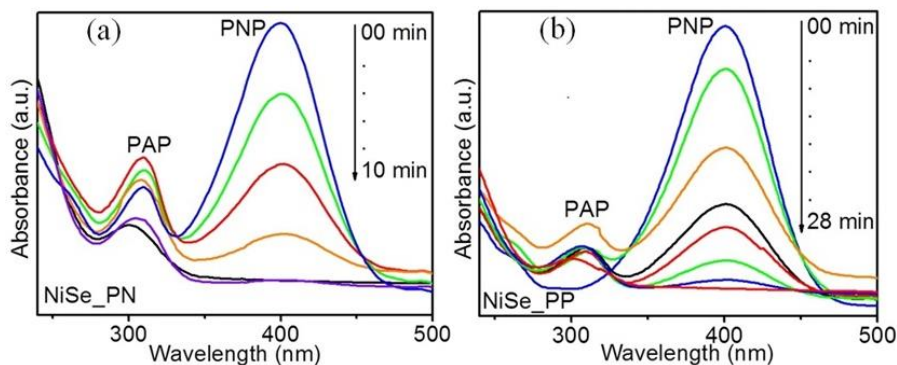 (a)
PNP
00 min
10 min
PAP
NiSe_PN
Absorbance (a.u.)
300
400
500
Wavelength (nm)
(b)
PNP
00 min
28 min
PAP
NiSe_PP
Absorbance (a.u.)
300
400
500
Wavelength (nm)